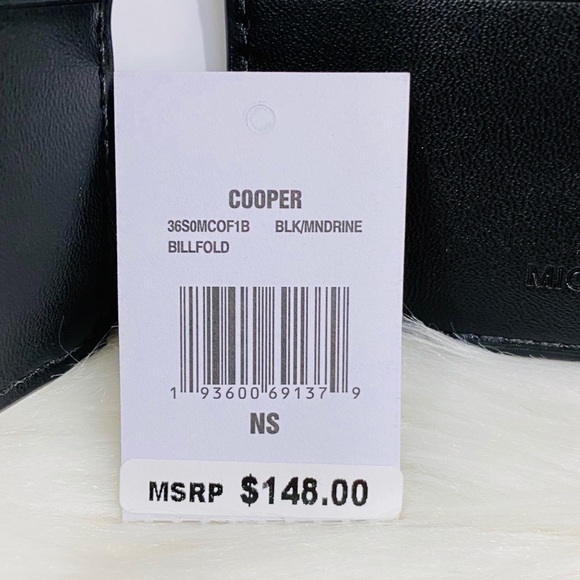 COOPER
36S0MCOF1B BLK/MNDRINE
BILLFOLD
1 93600 69137 9
NS
MSRP $148.00